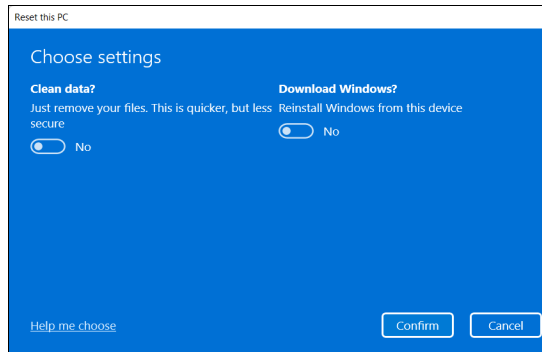 Reset this PC
Choose settings
Clean data?
Just remove your files. This is quicker, but less
secure
No
Download Windows?
Reinstall Windows from this device
No
Help me choose
Confirm
Cancel